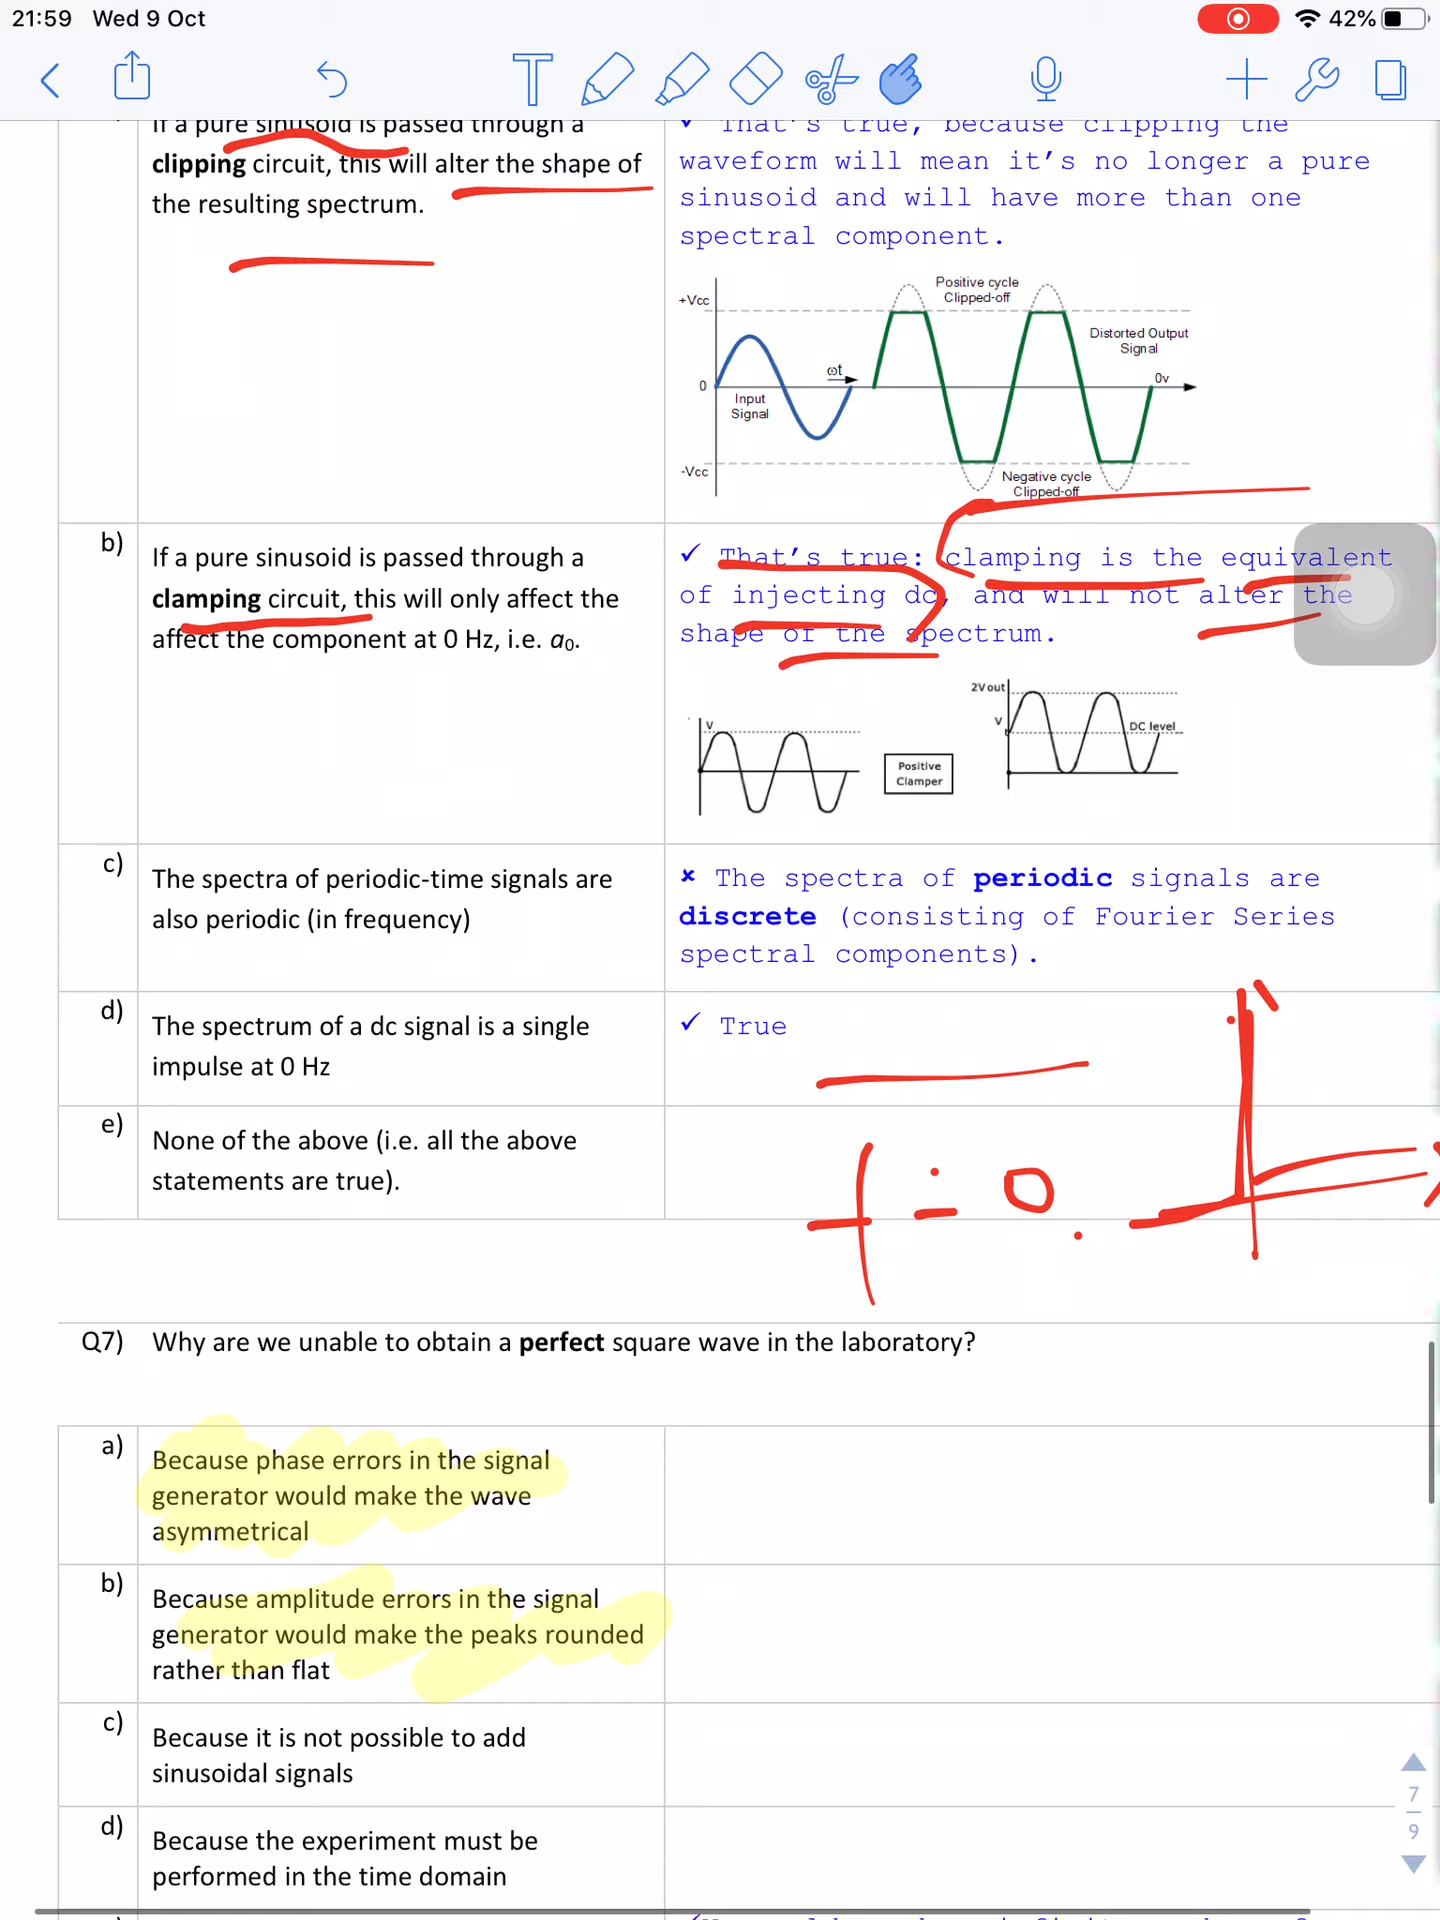 21:59 Wed 9 Oct
42%
If a pure sinusoid is passed through a
clipping circuit, this will alter the shape of
the resulting spectrum.
✓ That's true, because clipping the
waveform will mean it's no longer a pure
sinusoid and will have more than one
spectral component.
Positive cycle
Clipped-off
+Vcc
Distorted Output
Signal
ωt
0
0v
Input
Signal
-Vcc
Negative cycle
Clipped-off
b)
If a pure sinusoid is passed through a
clamping circuit, this will only affect the
affect the component at 0 Hz, i.e. a0.
✓ That's true: clamping is the equivalent
of injecting dc, and will not alter the
shape of the spectrum.
2Vout
V
DC level
V
Positive
Clamper
c)
The spectra of periodic-time signals are
also periodic (in frequency)
× The spectra of periodic signals are
discrete (consisting of Fourier Series
spectral components).
d)
The spectrum of a dc signal is a single
impulse at 0 Hz
✓ True
e)
None of the above (i.e. all the above
statements are true).
f = 0.
Q7) Why are we unable to obtain a perfect square wave in the laboratory?
a)
Because phase errors in the signal
generator would make the wave
asymmetrical
b)
Because amplitude errors in the signal
generator would make the peaks rounded
rather than flat
c)
Because it is not possible to add
sinusoidal signals
d)
Because the experiment must be
performed in the time domain
7
9